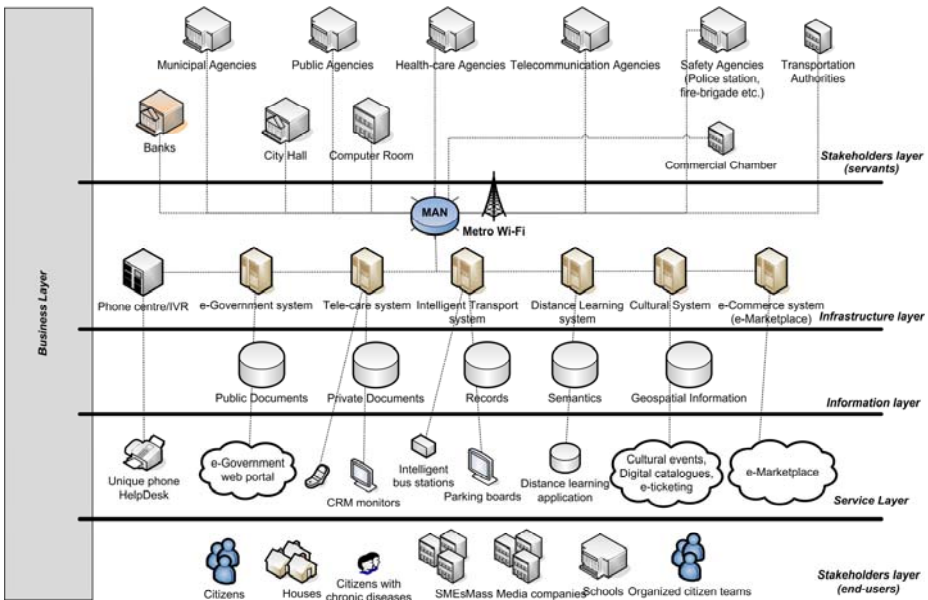 Municipal Agencies
Public Agencies
Health-care Agencies
Telecommunication Agencies
Safety Agencies
(Police station,
fire-brigade etc.)
Transportation
Authorities
Banks
City Hall
Computer Room
Commercial Chamber
Stakeholders layer
(servants)
MAN
Metro Wi-Fi
Business Layer
Phone centre/IVR
e-Government system
Tele-care system
Intelligent Transport
system
Distance Learning
system
Cultural System
e-Commerce system
(e-Marketplace)
Infrastructure layer
Public Documents
Private Documents
Records
Semantics
Geospatial Information
Information layer
Unique phone
HelpDesk
e-Government
web portal
CRM monitors
Intelligent
bus stations
Parking boards
Distance learning
application
Cultural events,
Digital catalogues,
e-ticketing
e-Marketplace
Service Layer
Citizens
Houses
Citizens with
chronic diseases
SMEs
Mass Media companies
Schools
Organized citizen teams
Stakeholders layer
(end-users)